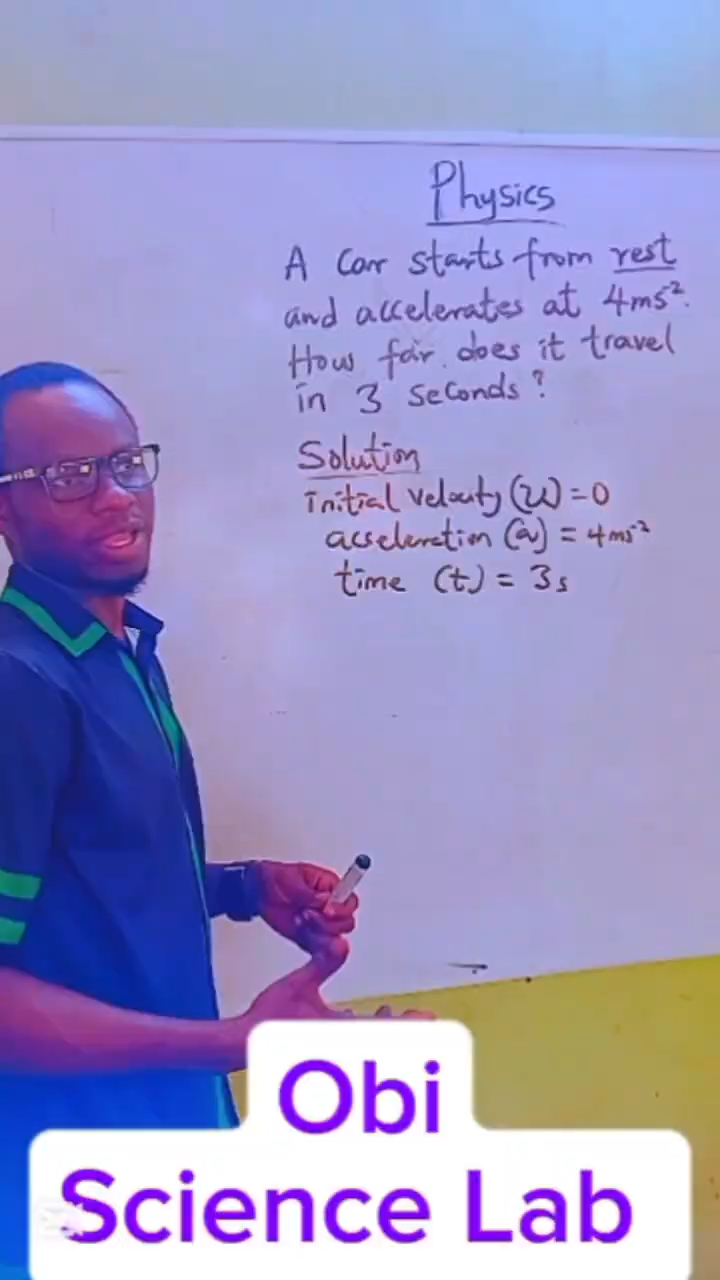 Physics
A car starts from rest
and accelerates at 4ms⁻².
How far does it travel
in 3 seconds?
Solution
initial velocity (u) = 0
acceleration (a) = 4ms⁻²
time (t) = 3s
Obi
Science Lab